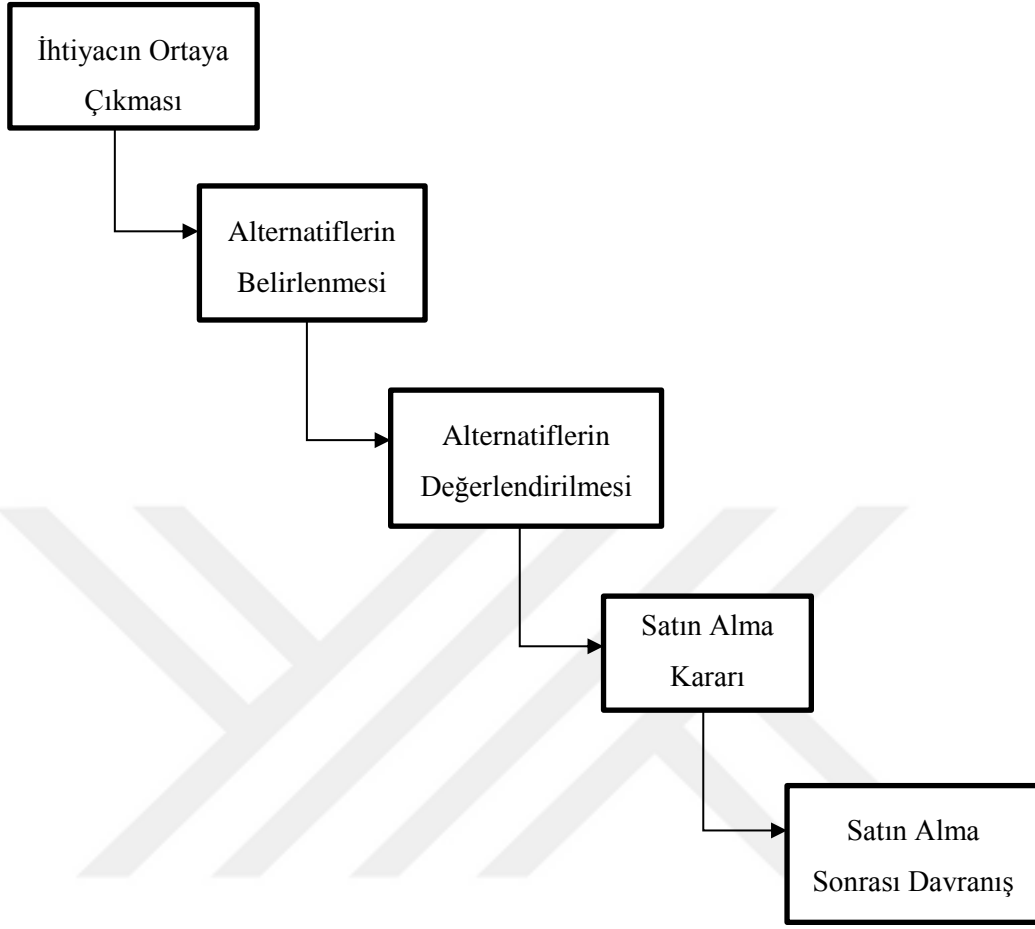 İhtiyacın Ortaya
Çıkması
Alternatiflerin
Belirlenmesi
Alternatiflerin
Değerlendirilmesi
Satın Alma
Kararı
Satın Alma
Sonrası Davranış